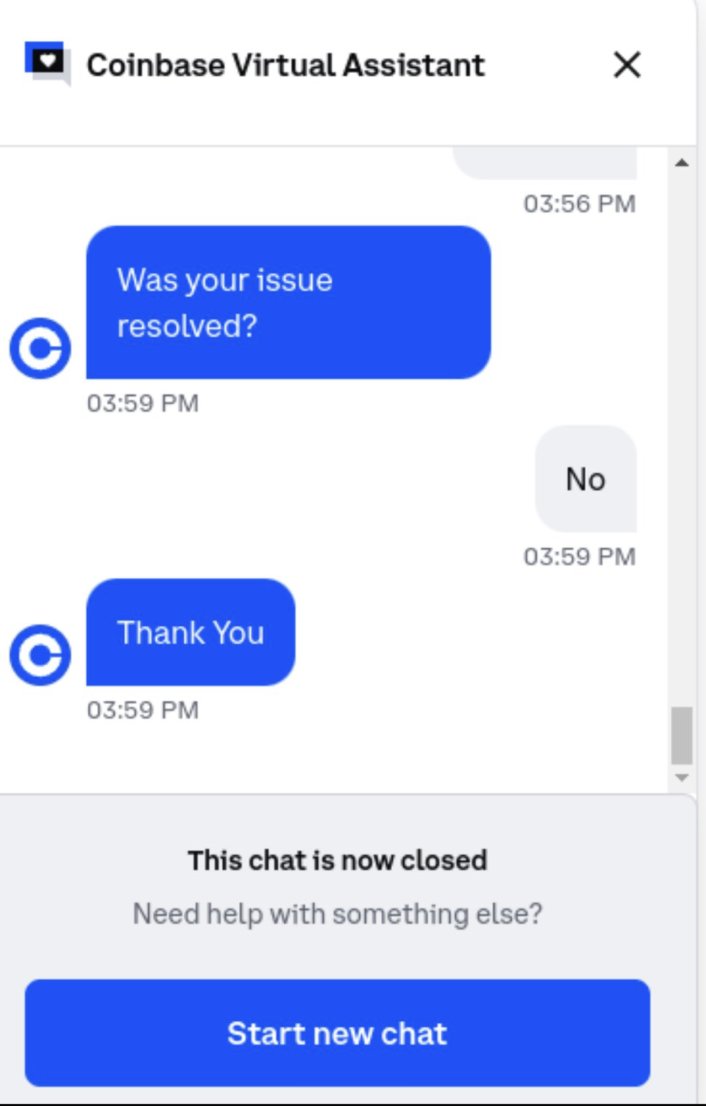 Coinbase Virtual Assistant
03:56 PM
Was your issue
resolved?
03:59 PM
No
03:59 PM
Thank You
03:59 PM
This chat is now closed
Need help with something else?
Start new chat